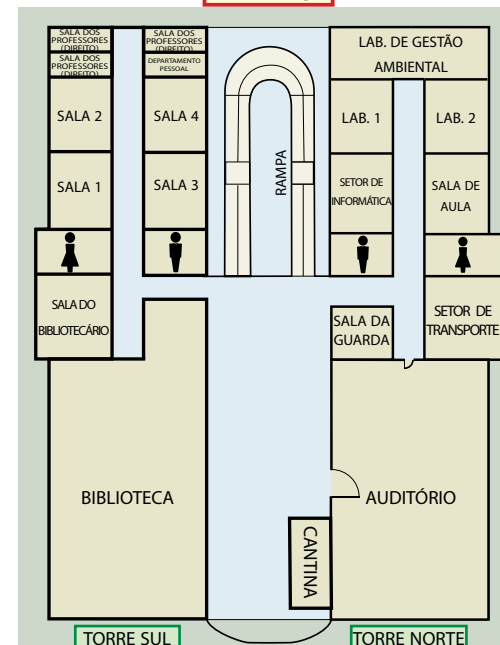 SALA DOS
PROFESSORES
(DIREITO)
SALA DOS
PROFESSORES
(DIREITO)
SALA 2
SALA 1
SALA DO
BIBLIOTECÁRIO
SALA DOS
PROFESSORES
(DIREITO)
DEPARTAMENTO
PESSOAL
SALA 4
SALA 3
RAMPA
LAB. DE GESTÃO
AMBIENTAL
LAB. 1
SETOR DE
INFORMÁTICA
LAB. 2
SALA DE
AULA
SALA DA
GUARDA
SETOR DE
TRANSPORTE
BIBLIOTECA
AUDITÓRIO
CANTINA
TORRE SUL
TORRE NORTE